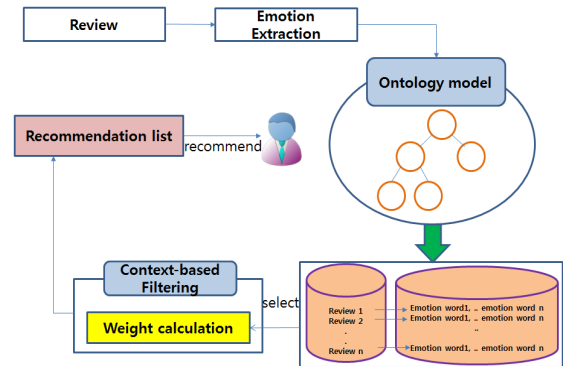 Review
Emotion
Extraction
Ontology model
Recommendation list
recommend
Context-based
Filtering
Weight calculation
select
Review 1
Review 2
.
.
Review n
Emotion word1, .. emotion word n
Emotion word1, .. emotion word n
..
Emotion word1, .. emotion word n